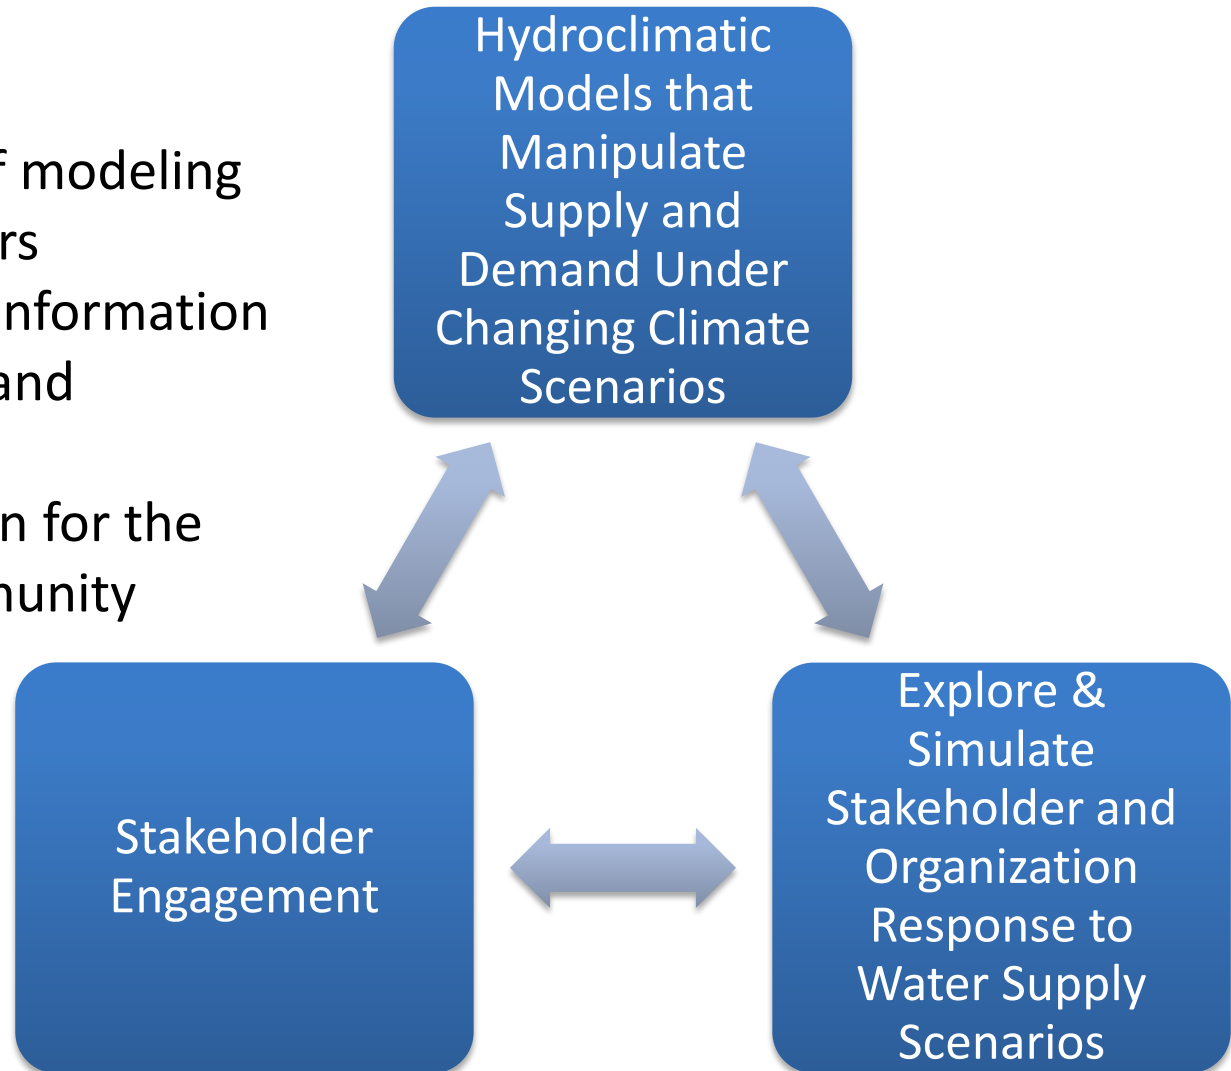 Hydroclimatic
Models that
Manipulate
Supply and
Demand Under
Changing Climate
Scenarios
f modeling
rs
information
and
n for the
nunity
Stakeholder
Engagement
Explore &
Simulate
Stakeholder and
Organization
Response to
Water Supply
Scenarios